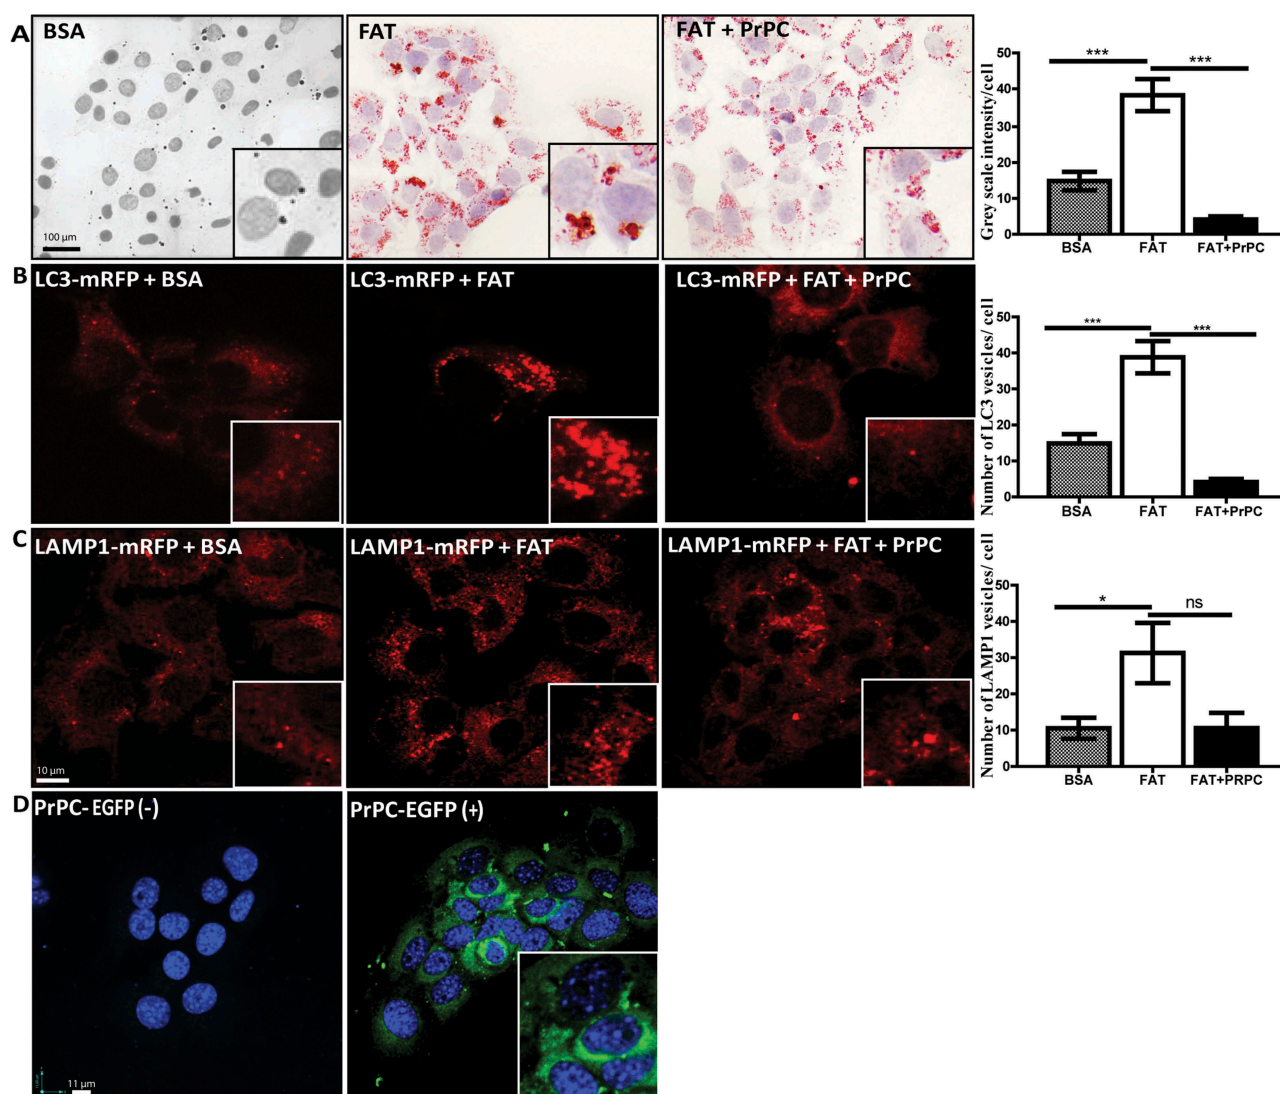 A
BSA
FAT
FAT + PrPC
100 µm
Grey scale intensity/cell
50
40
30
20
10
0
***
***
BSA
FAT
FAT+PrPC
B
LC3-mRFP + BSA
LC3-mRFP + FAT
LC3-mRFP + FAT + PrPC
Number of LC3 vesicles/ cell
50
40
30
20
10
0
***
***
BSA
FAT
FAT+PrPC
C
LAMP1-mRFP + BSA
LAMP1-mRFP + FAT
LAMP1-mRFP + FAT + PrPC
10 µm
Number of LAMP1 vesicles/ cell
50
40
30
20
10
0
*
ns
BSA
FAT
FAT+PRPC
D
PrPC-EGFP (-)
PrPC-EGFP (+)
11 µm